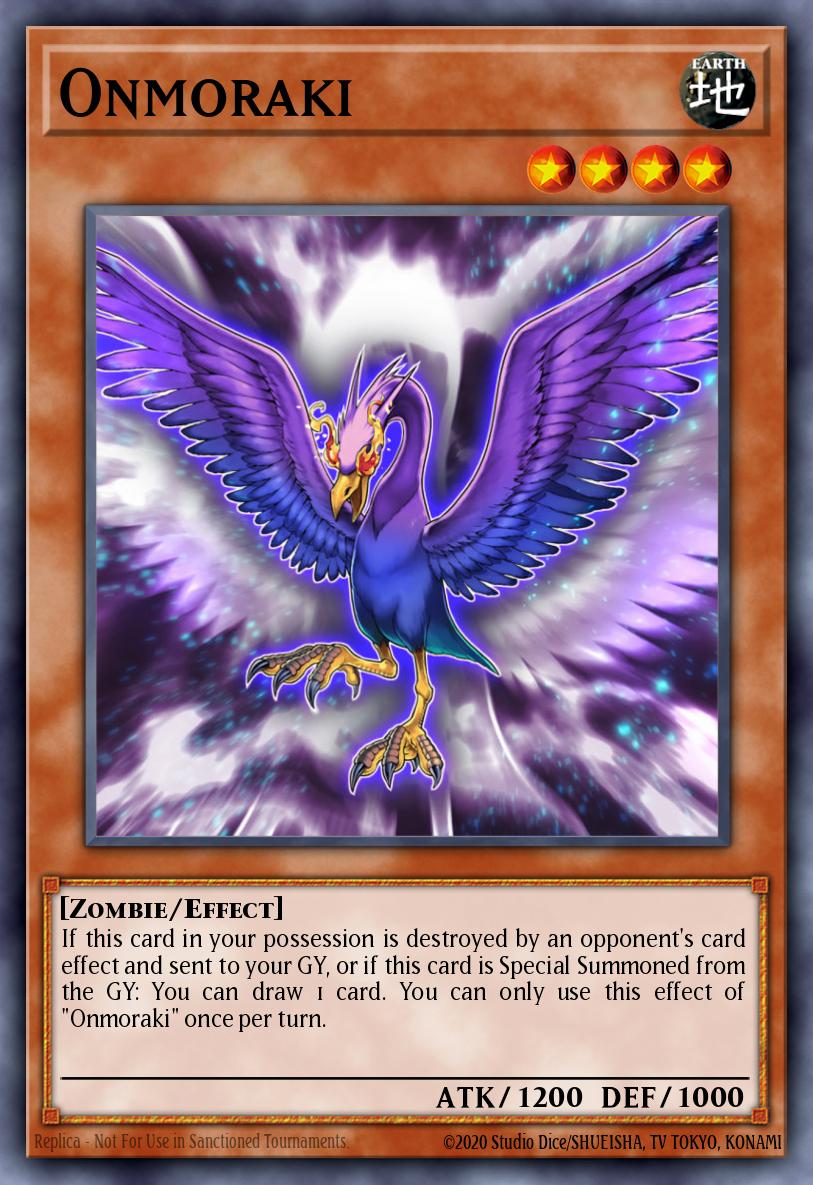 Onmoraki
EARTH
地
[Zombie/Effect]
If this card in your possession is destroyed by an opponent's card
effect and sent to your GY, or if this card is Special Summoned from
the GY: You can draw 1 card. You can only use this effect of
"Onmoraki" once per turn.
ATK/1200 DEF/1000
Replica - Not For Use in Sanctioned Tournaments.
©2020 Studio Dice/SHUEISHA, TV TOKYO, KONAMI